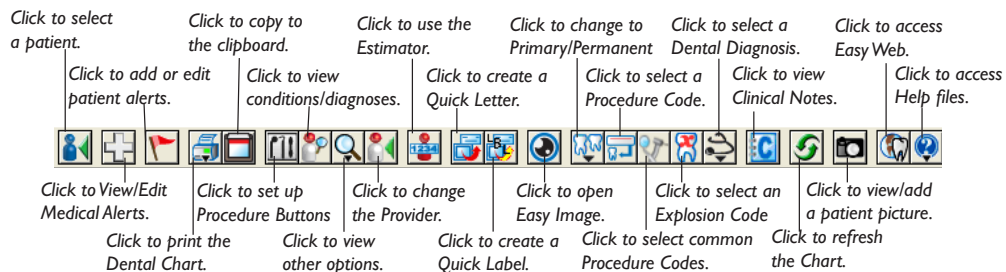 Click to select
a patient.
Click to copy to
the clipboard.
Click to use the
Estimator.
Click to change to
Primary/Permanent
Click to select a
Dental Diagnosis.
Click to access
Easy Web.
Click to add or edit
patient alerts.
Click to view
conditions/diagnoses.
Click to create a
Quick Letter.
Click to select a
Procedure Code.
Click to view
Clinical Notes.
Click to access
Help files.
1234
B
C
Click to View/Edit
Medical Alerts.
Click to set up
Procedure Buttons
Click to change
the Provider.
Click to open
Easy Image.
Click to select an
Explosion Code
Click to view/add
a patient picture.
Click to print the
Dental Chart.
Click to view
other options.
Click to create a
Quick Label.
Click to select common
Procedure Codes.
Click to refresh
the Chart.